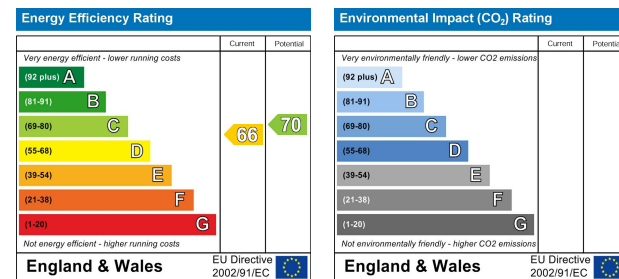 Energy Efficiency Rating
Current Potential
Very energy efficient - lower running costs
(92 plus) A
(81-91) B
(69-80) C
(55-68) D
(39-54) E
(21-38) F
(1-20) G
66
70
Not energy efficient - higher running costs
England & Wales
EU Directive
2002/91/EC
Environmental Impact (CO₂) Rating
Current Potential
Very environmentally friendly - lower CO2 emissions
(92 plus) A
(81-91) B
(69-80) C
(55-68) D
(39-54) E
(21-38) F
(1-20) G
Not environmentally friendly - higher CO2 emissions
England & Wales
EU Directive
2002/91/EC